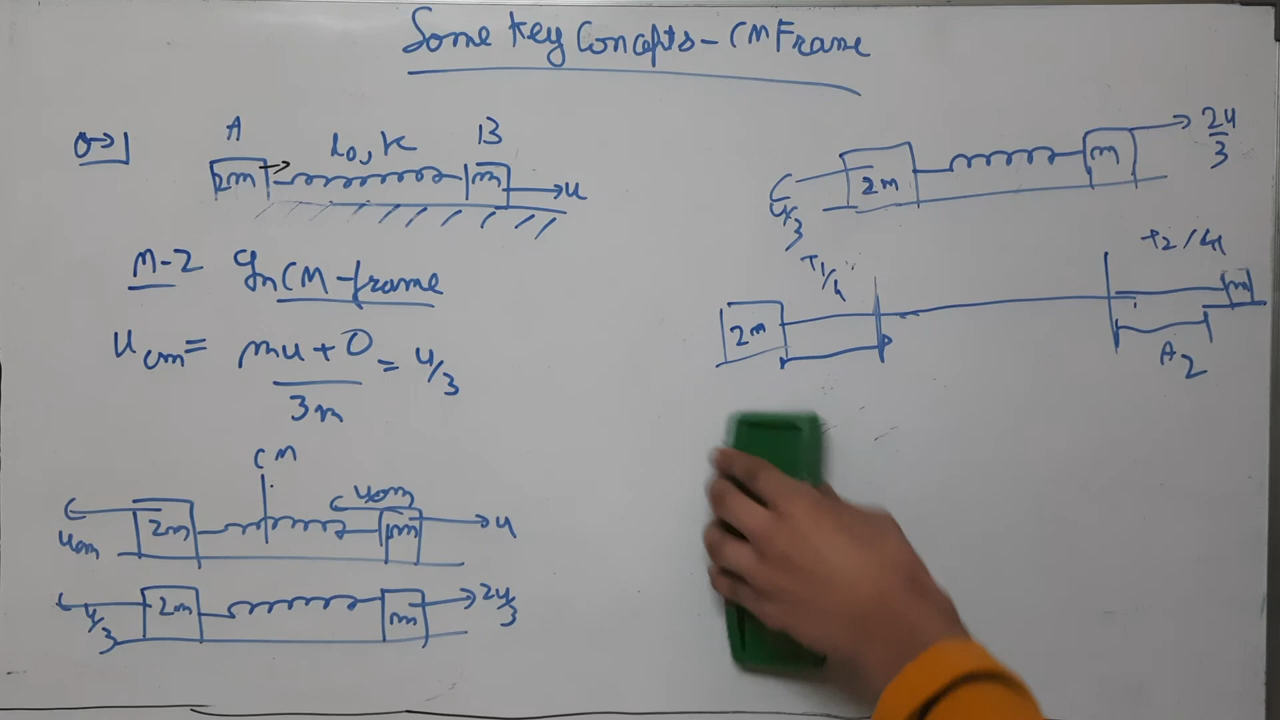 Some Key Concepts - CM Frame
Q→1
A
l₀, K
B
2m
m
→u
M-2 In CM-frame
u_cm = (mu + 0)/3m = u/3
CM
u_cm
2m
u_cm
m
u
u/3
2m
m
2u/3
2m
m
2u/3
u/3
T₁/4
T₂/4
2m
m
A₂